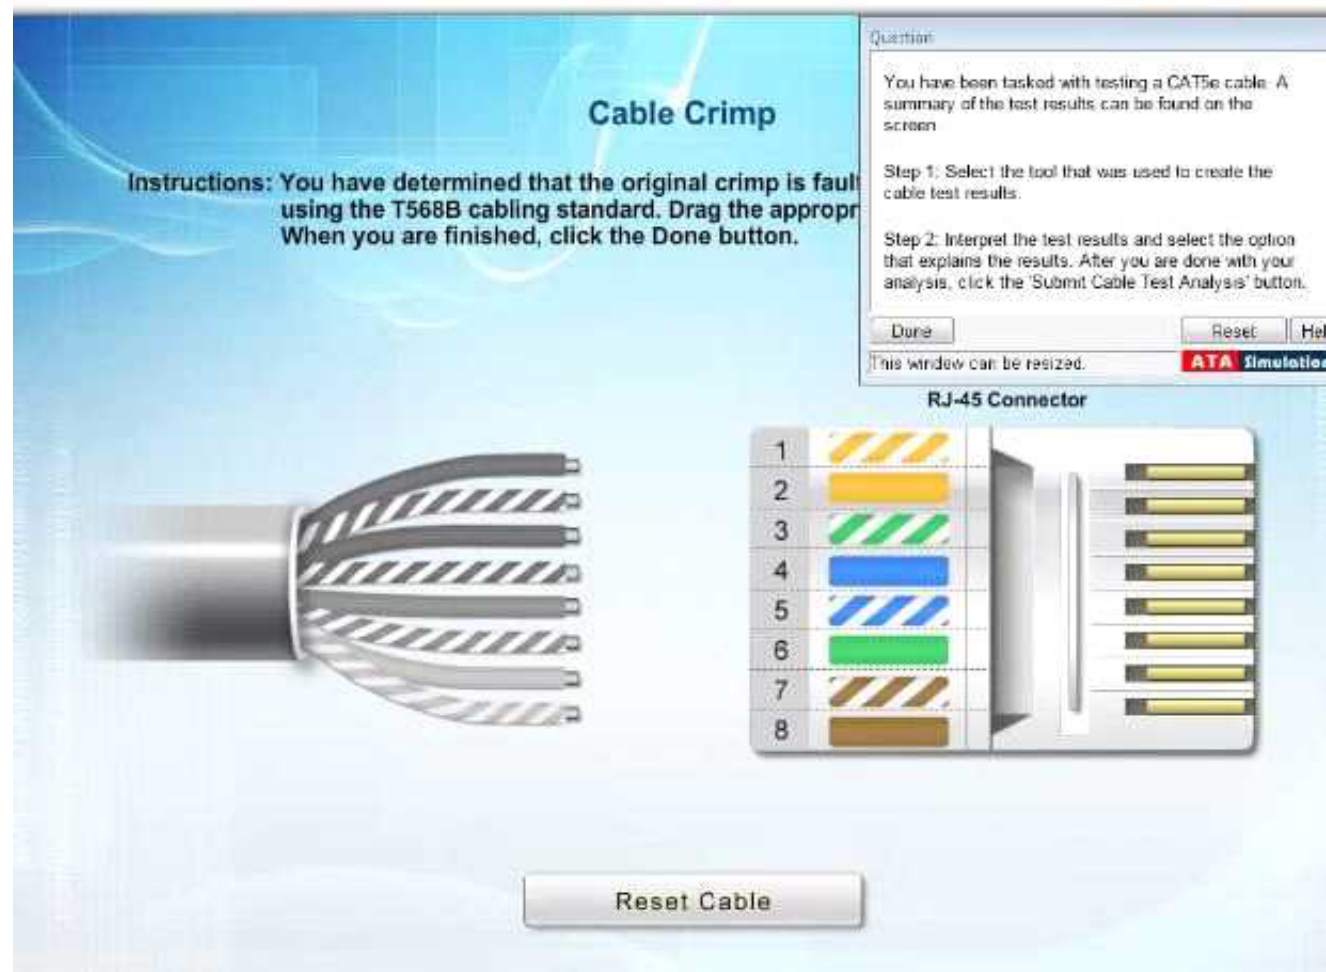 Question
You have been tasked with testing a CAT5e cable. A
summary of the test results can be found on the
screen
Step 1: Select the tool that was used to create the
cable test results.
Step 2: Interpret the test results and select the option
that explains the results. After you are done with your
analysis, click the 'Submit Cable Test Analysis' button.
Done
Reset
Hel
This window can be resized.
ATA Simulation
Cable Crimp
Instructions: You have determined that the original crimp is fault
using the T568B cabling standard. Drag the appropr
When you are finished, click the Done button.
RJ-45 Connector
1
2
3
4
5
6
7
8
Reset Cable